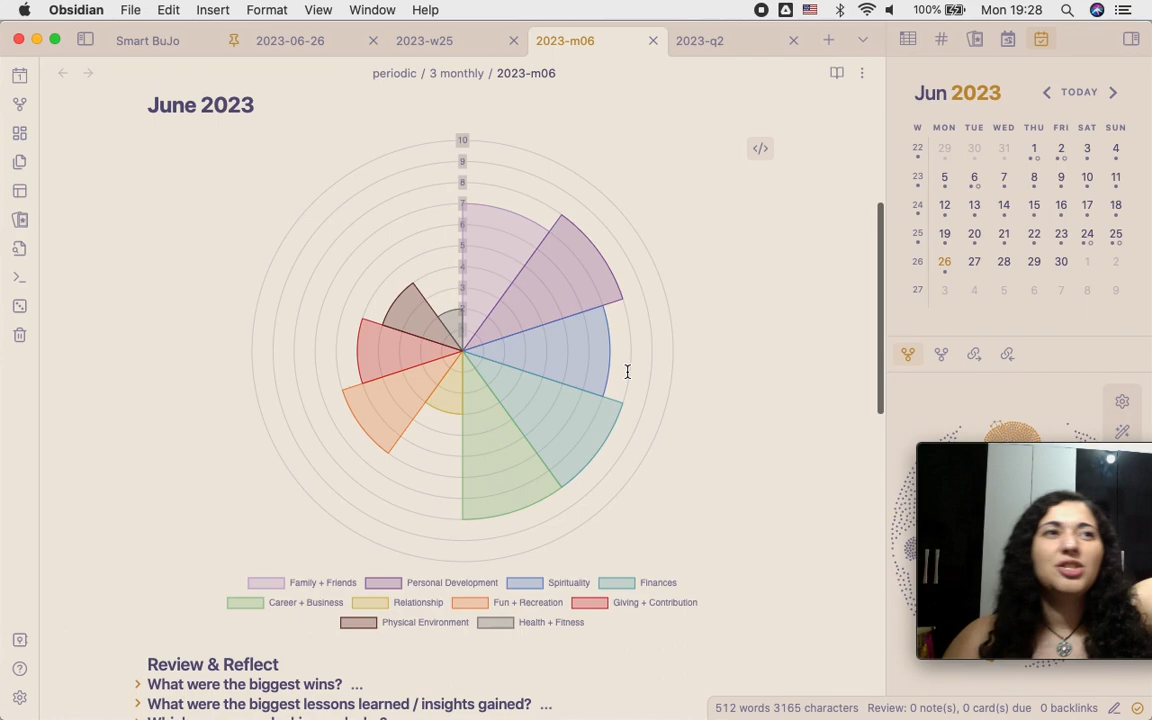 Obsidian File Edit Insert Format View Window Help 100% Mon 19:28
Smart BuJo 2023-06-26 2023-w25 2023-m06 2023-q2
periodic / 3 monthly / 2023-m06
June 2023
10
9
8
7
6
5
4
3
2
Family + Friends Personal Development Spirituality Finances
Career + Business Relationship Fun + Recreation Giving + Contribution
Physical Environment Health + Fitness
Review & Reflect
What were the biggest wins? ...
What were the biggest lessons learned / insights gained? ...
Jun 2023 TODAY
W MON TUE WED THU FRI SAT SUN
22 29 30 31 1 2 3 4
23 5 6 7 8 9 10 11
24 12 13 14 15 16 17 18
25 19 20 21 22 23 24 25
26 26 27 28 29 30 1 2
27 3 4 5 6 7 8 9
512 words 3165 characters Review: 0 note(s), 0 card(s) due 0 backlinks